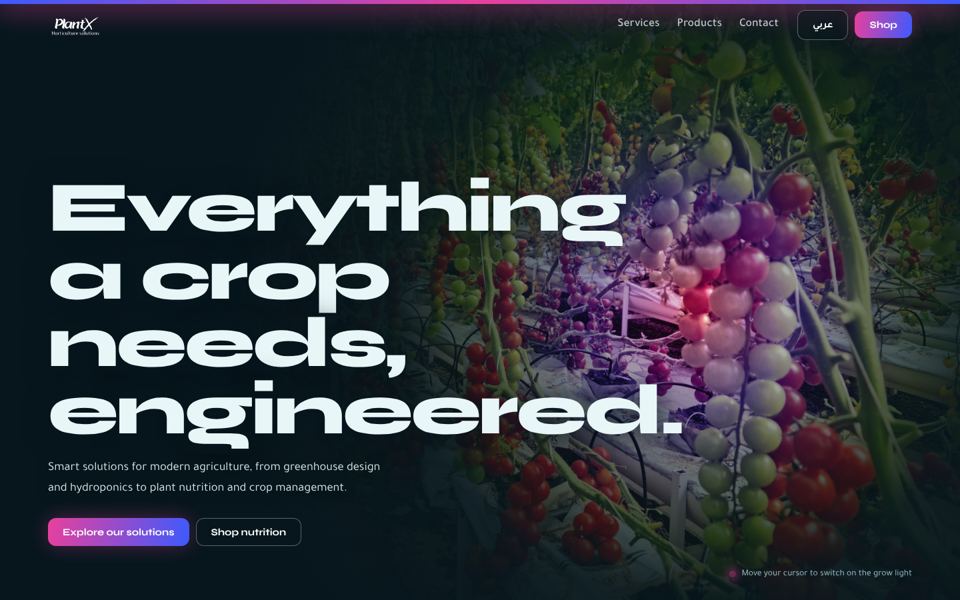 PlantX
Horticulture solutions
Services
Products
Contact
عربي
Shop
Everything
a crop
needs,
engineered.
Smart solutions for modern agriculture, from greenhouse design
and hydroponics to plant nutrition and crop management.
Explore our solutions
Shop nutrition
Move your cursor to switch on the grow light